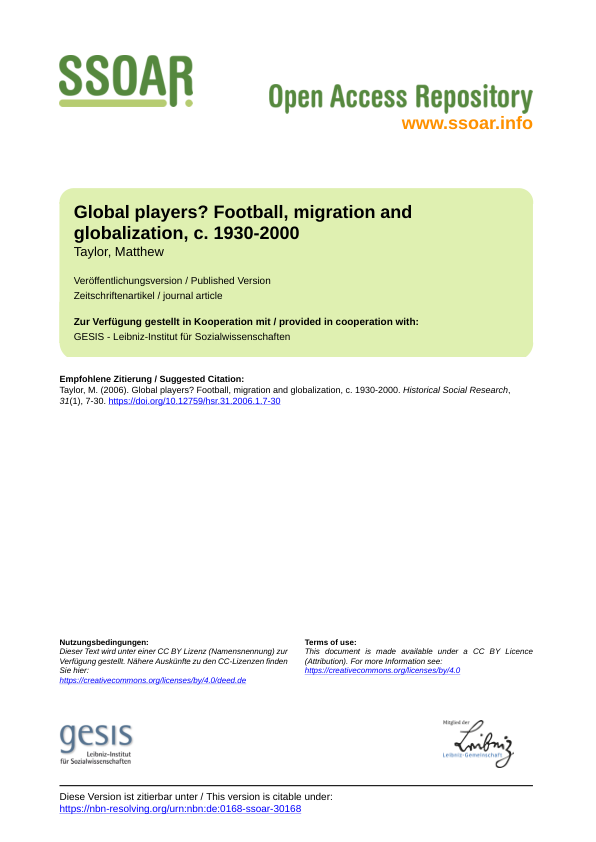 SSOAR
Open Access Repository
www.ssoar.info
Global players? Football, migration and
globalization, c. 1930-2000
Taylor, Matthew
Veröffentlichungsversion / Published Version
Zeitschriftenartikel / journal article
Zur Verfügung gestellt in Kooperation mit / provided in cooperation with:
GESIS - Leibniz-Institut für Sozialwissenschaften
Empfohlene Zitierung / Suggested Citation:
Taylor, M. (2006). Global players? Football, migration and globalization, c. 1930-2000. Historical Social Research,
31(1), 7-30. https://doi.org/10.12759/hsr.31.2006.1.7-30
Nutzungsbedingungen:
Dieser Text wird unter einer CC BY Lizenz (Namensnennung) zur
Verfügung gestellt. Nähere Auskünfte zu den CC-Lizenzen finden
Sie hier:
https://creativecommons.org/licenses/by/4.0/deed.de
Terms of use:
This document is made available under a CC BY Licence
(Attribution). For more Information see:
https://creativecommons.org/licenses/by/4.0
gesis
Leibniz-Institut
für Sozialwissenschaften
Mitglied der
Leibniz
Leibniz-Gemeinschaft
Diese Version ist zitierbar unter / This version is citable under:
https://nbn-resolving.org/urn:nbn:de:0168-ssoar-30168